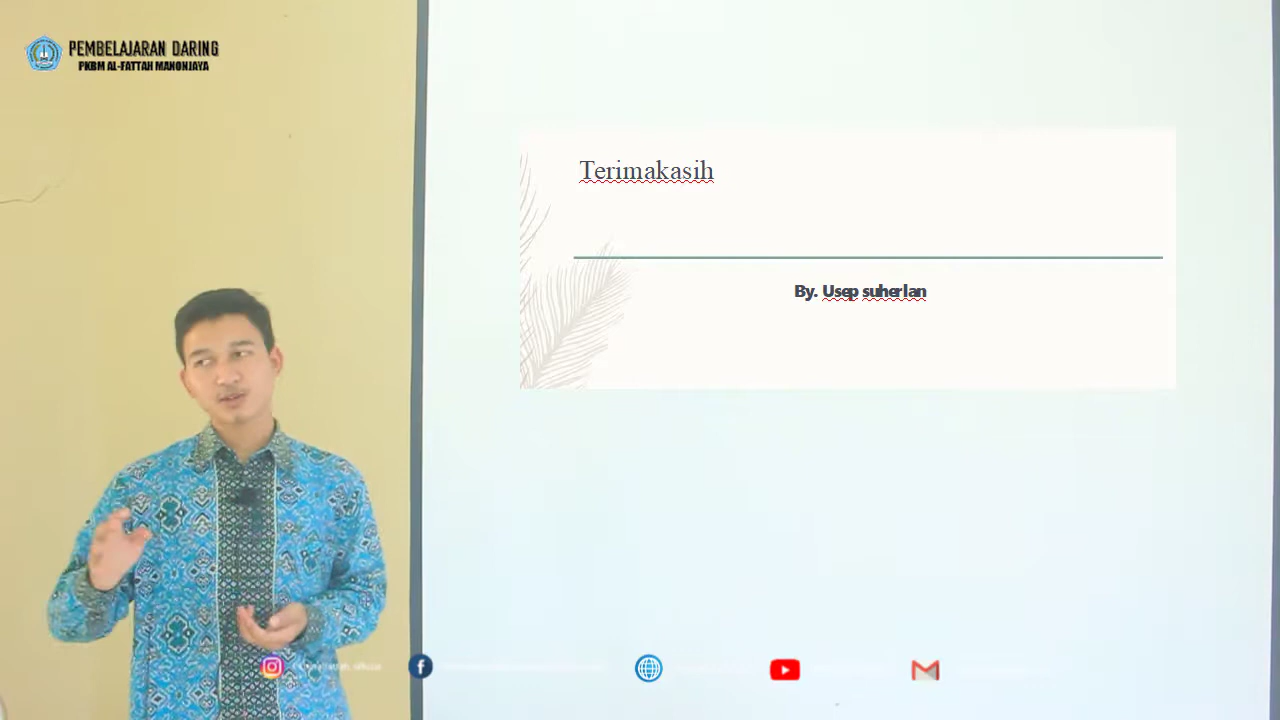 PEMBELAJARAN DARING
PKBM AL-FATTAH MANONJAYA
Terimakasih
By. Usep suherlan